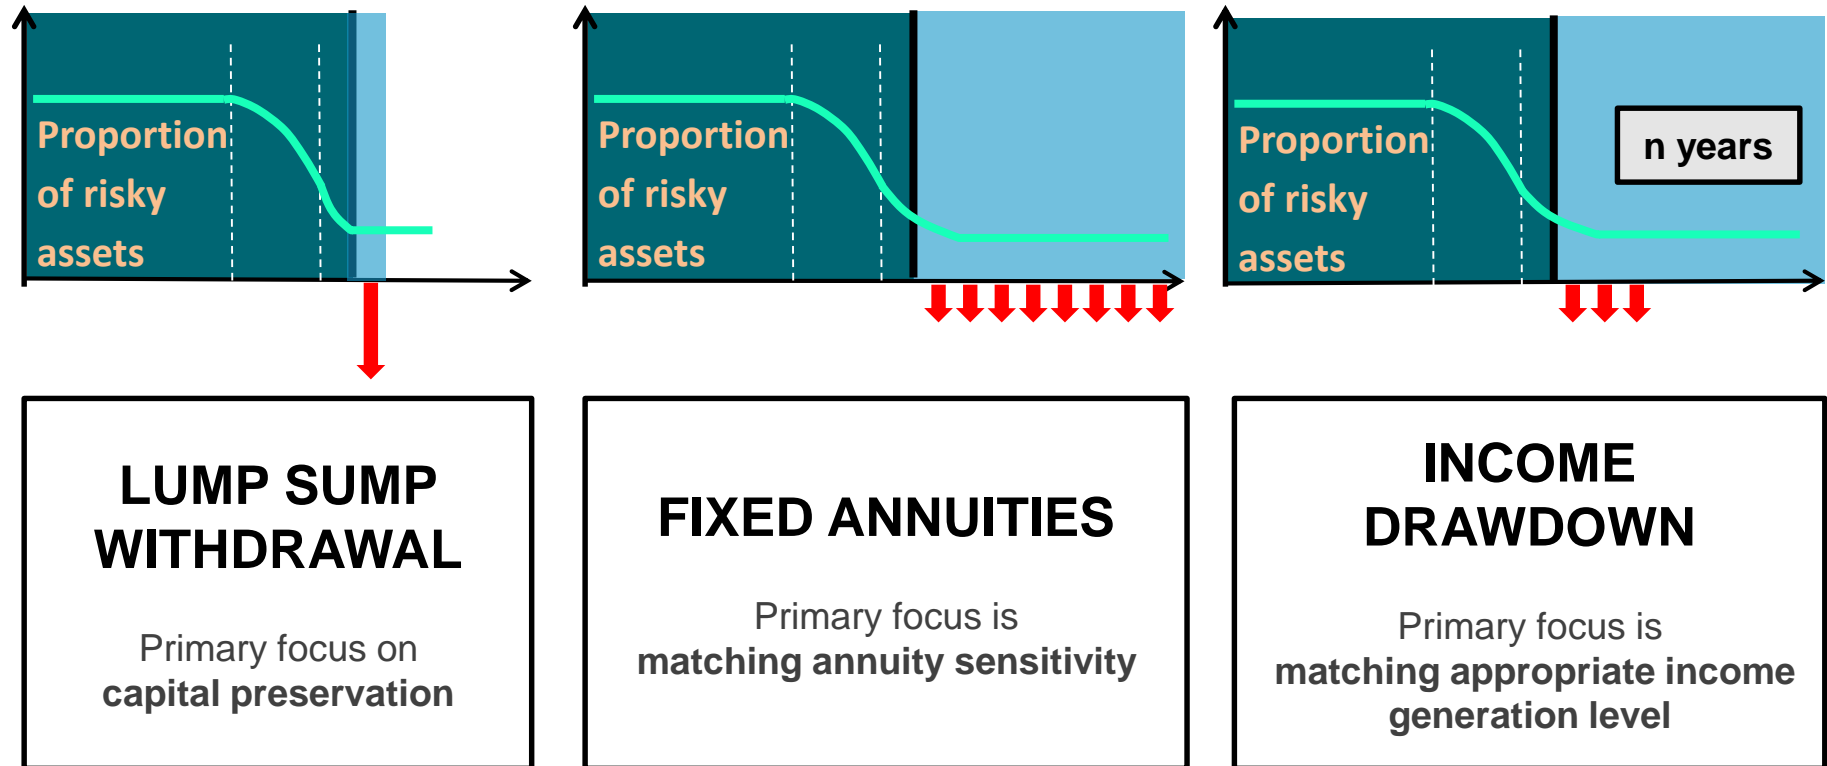 Proportion
of risky
assets
Proportion
of risky
assets
Proportion
of risky
assets
n years
LUMP SUMP
WITHDRAWAL
Primary focus on
capital preservation
FIXED ANNUITIES
Primary focus is
matching annuity sensitivity
INCOME
DRAWDOWN
Primary focus is
matching appropriate income
generation level